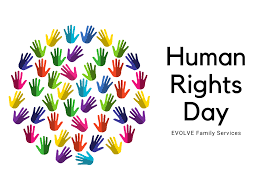 Human
Rights
Day
EVOLVE Family Services